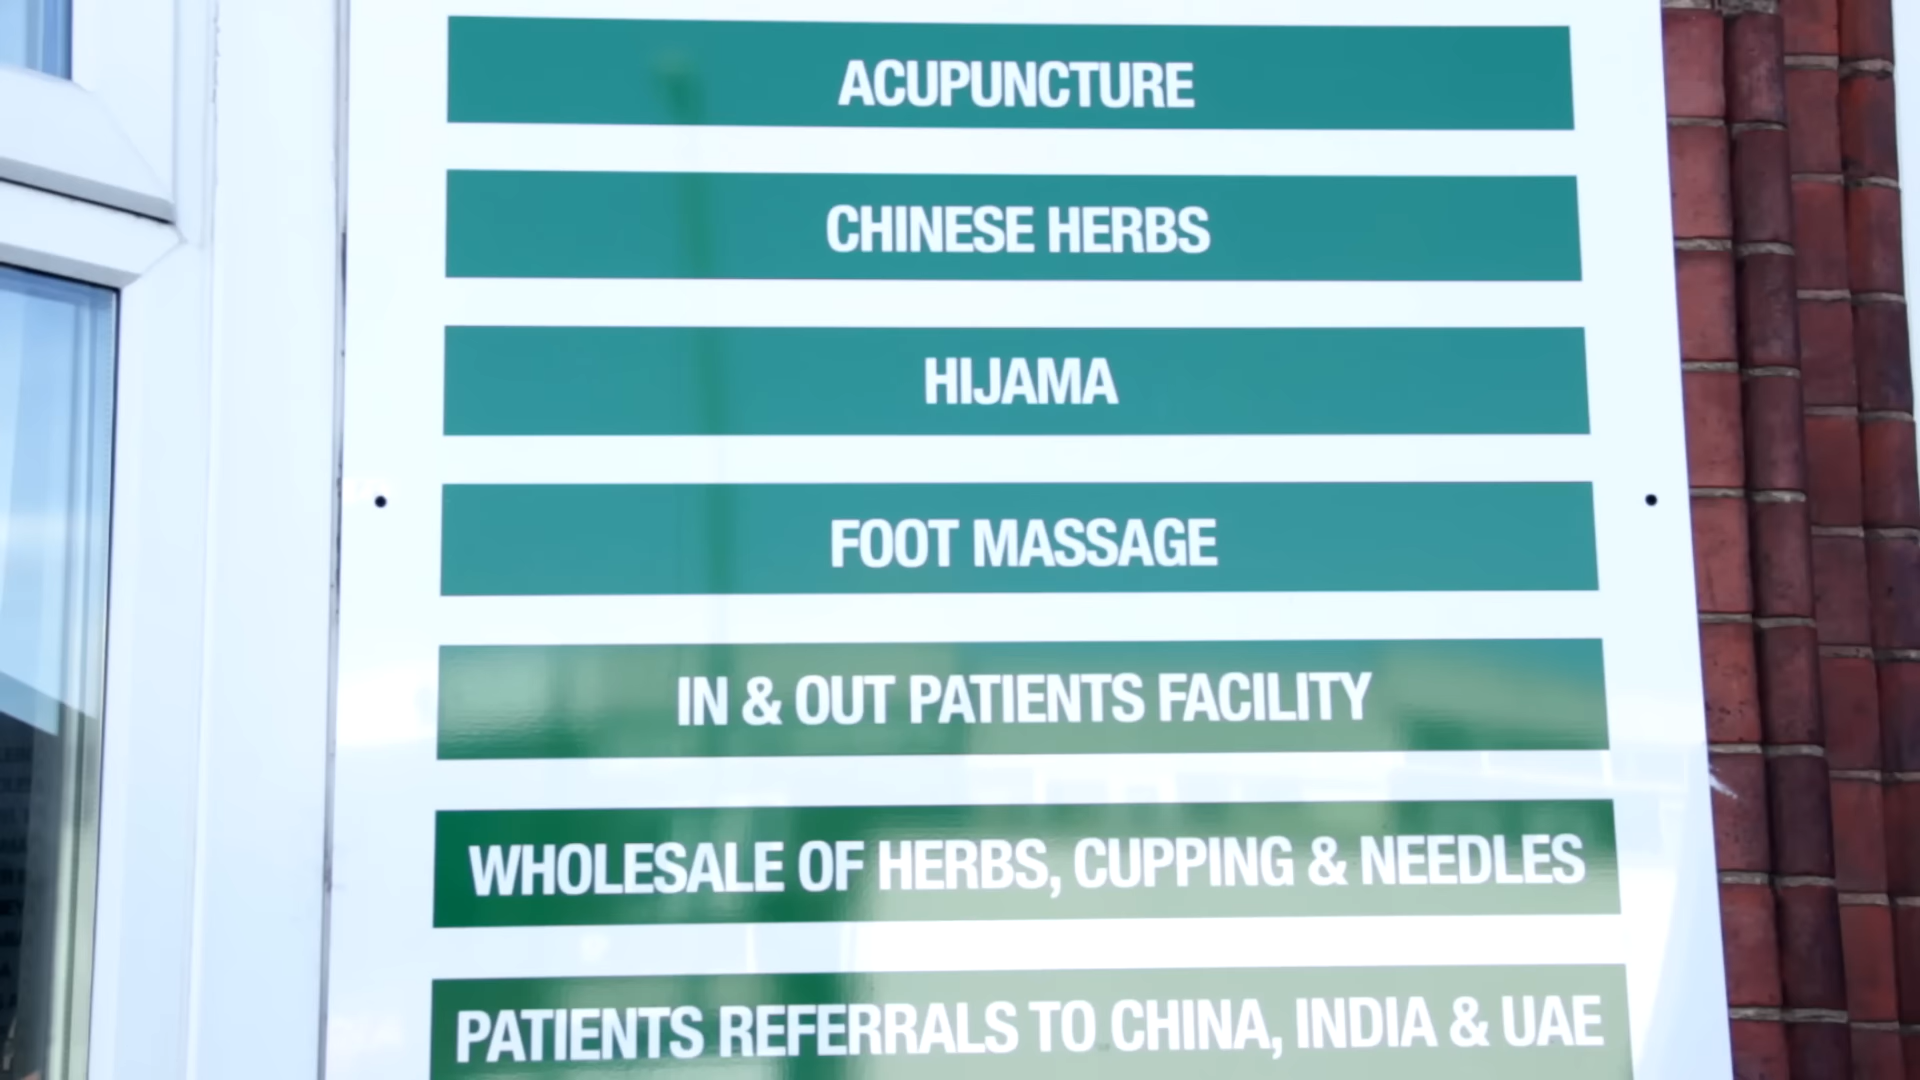 ACUPUNCTURE
CHINESE HERBS
HIJAMA
FOOT MASSAGE
IN & OUT PATIENTS FACILITY
WHOLESALE OF HERBS, CUPPING & NEEDLES
PATIENTS REFERRALS TO CHINA, INDIA & UAE